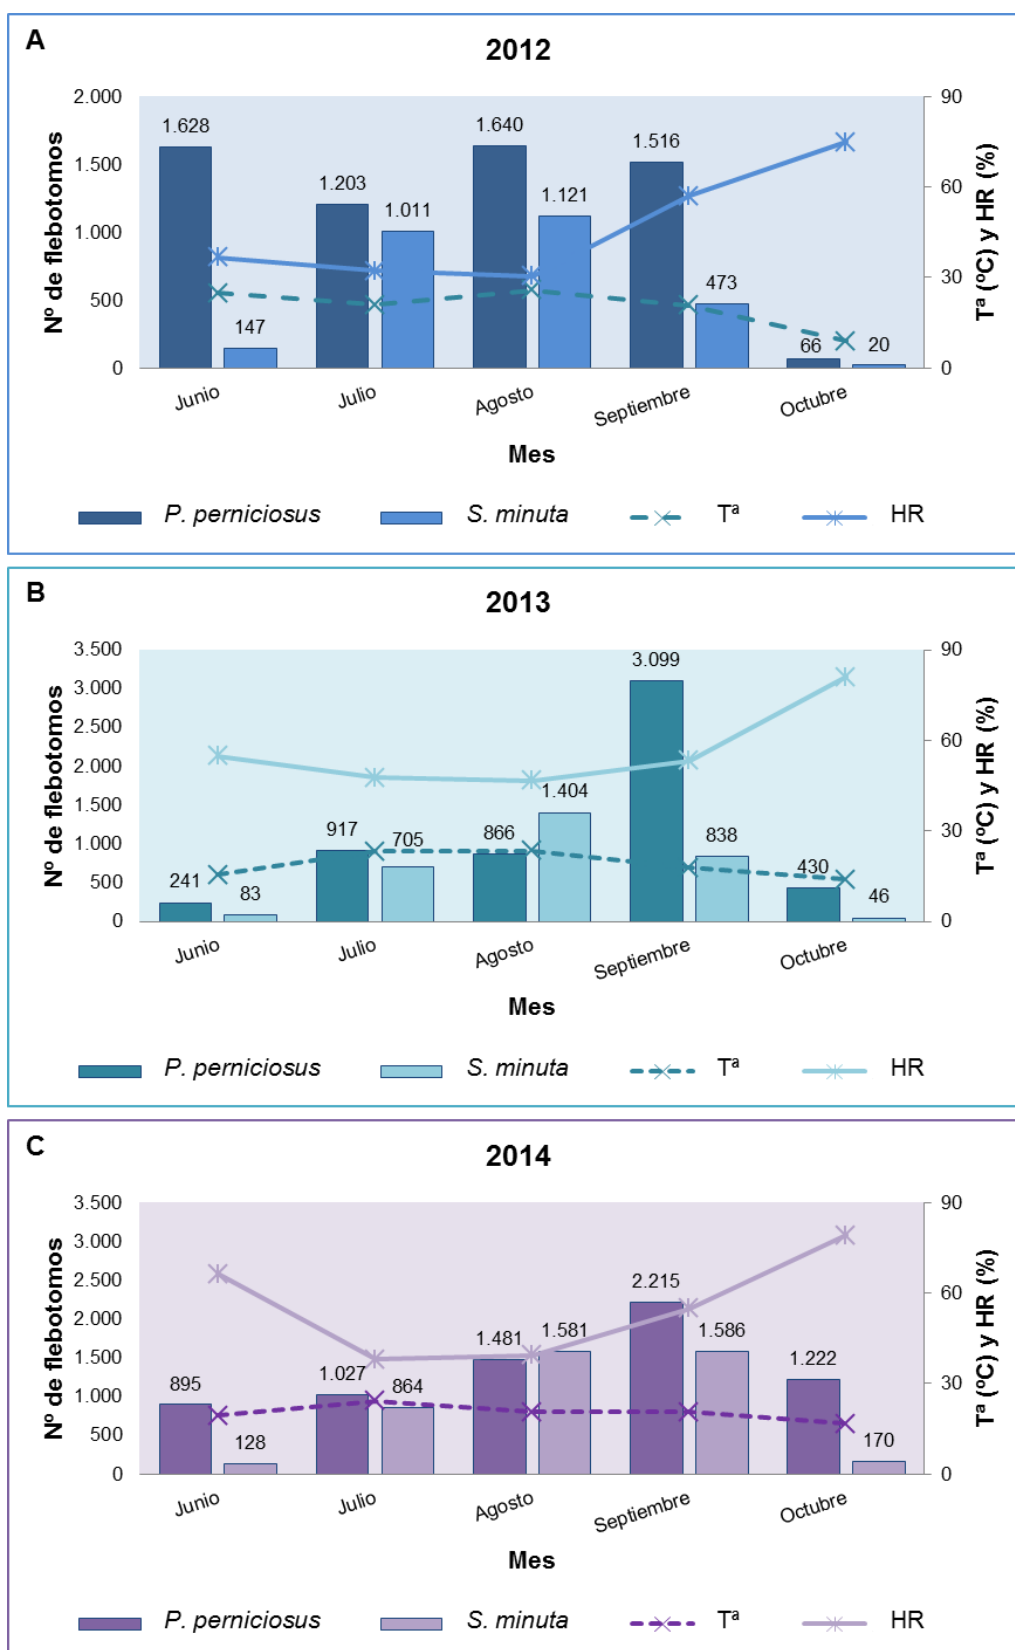 A
2012
Nº de flebotomos
Tª (ºC) y HR (%)
2.000
1.500
1.000
500
0
90
60
30
0
1.628
147
1.203
1.011
1.640
1.121
1.516
473
66
20
Junio
Julio
Agosto
Septiembre
Octubre
Mes
P. perniciosus
S. minuta
Tª
HR
B
2013
Nº de flebotomos
Tª (ºC) y HR (%)
3.500
3.000
2.500
2.000
1.500
1.000
500
0
90
60
30
0
241
83
917
705
866
1.404
3.099
838
430
46
Junio
Julio
Agosto
Septiembre
Octubre
Mes
P. perniciosus
S. minuta
Tª
HR
C
2014
Nº de flebotomos
Tª (ºC) y HR (%)
3.500
3.000
2.500
2.000
1.500
1.000
500
0
90
60
30
0
895
128
1.027
864
1.481
1.581
2.215
1.586
1.222
170
Junio
Julio
Agosto
Septiembre
Octubre
Mes
P. perniciosus
S. minuta
Tª
HR